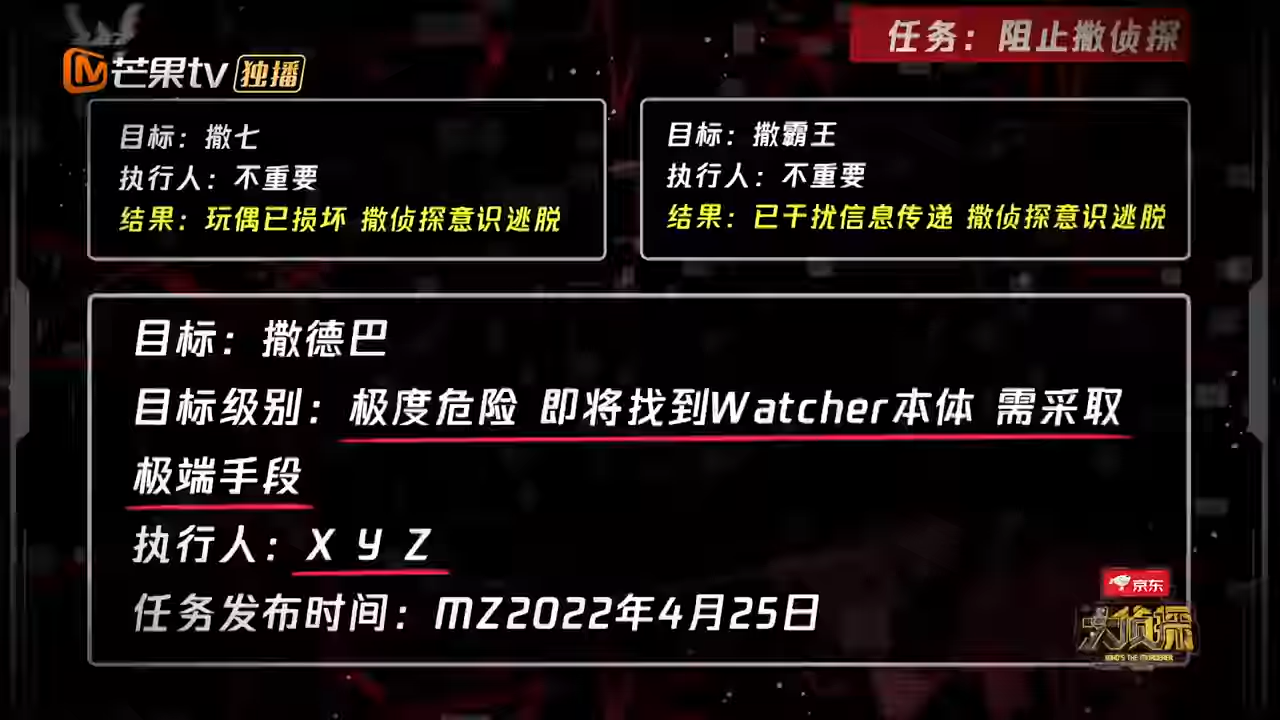 任务：阻止撒侦探
芒果tv 独播
目标：撒七
执行人：不重要
结果：玩偶已损坏 撒侦探意识逃脱
目标：撒霸王
执行人：不重要
结果：已干扰信息传递 撒侦探意识逃脱
目标：撒德巴
目标级别：极度危险 即将找到Watcher本体 需采取
极端手段
执行人：X Y Z
任务发布时间：MZ2022年4月25日
京东
大侦探
WHO'S THE MURDERER